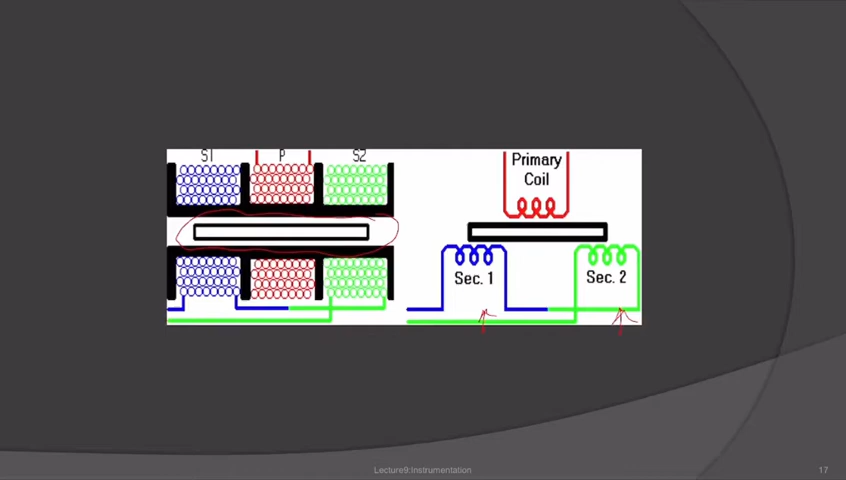 S1 P S2
Primary
Coil
Sec. 1
Sec. 2
Lecture9:Instrumentation
17